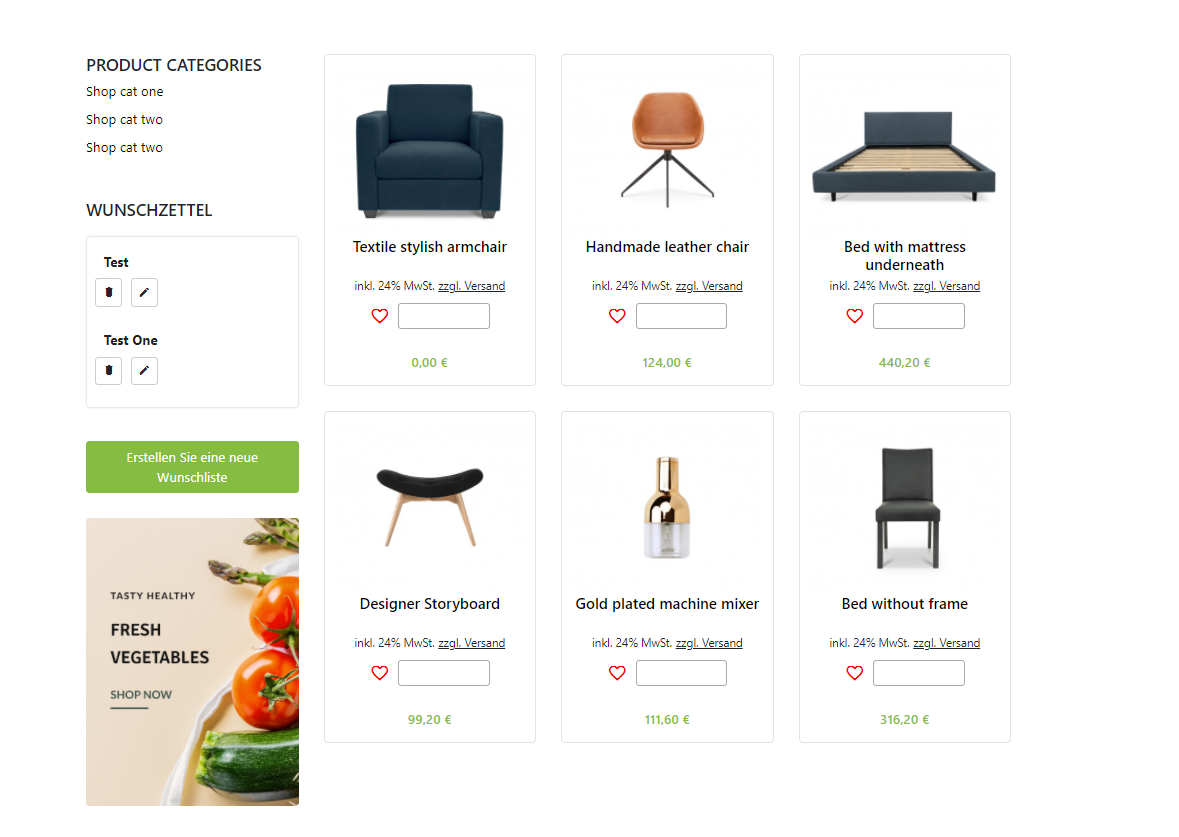 PRODUCT CATEGORIES
Shop cat one
Shop cat two
Shop cat two
WUNSCHZETTEL
Test
Test One
Erstellen Sie eine neue
Wunschliste
TASTY HEALTHY
FRESH
VEGETABLES
SHOP NOW
Textile stylish armchair
inkl. 24% MwSt. zzgl. Versand
0,00 €
Handmade leather chair
inkl. 24% MwSt. zzgl. Versand
124,00 €
Bed with mattress
underneath
inkl. 24% MwSt. zzgl. Versand
440,20 €
Designer Storyboard
inkl. 24% MwSt. zzgl. Versand
99,20 €
Gold plated machine mixer
inkl. 24% MwSt. zzgl. Versand
111,60 €
Bed without frame
inkl. 24% MwSt. zzgl. Versand
316,20 €